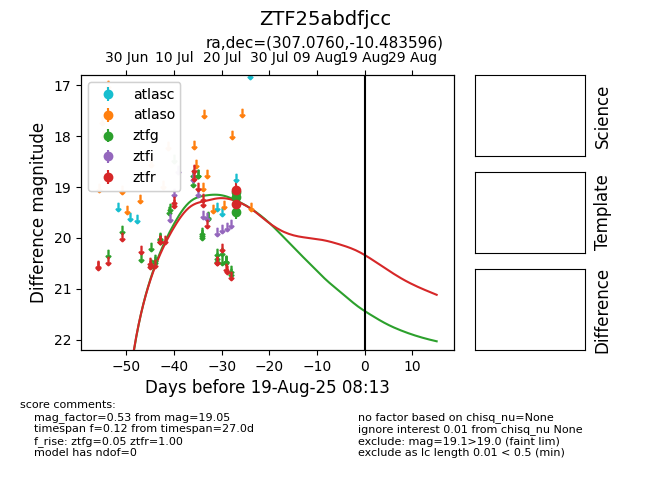 ZTF25abdfjcc
ra,dec=(307.0760,-10.483596)
30 Jun 10 Jul 20 Jul 30 Jul 09 Aug 19 Aug 29 Aug
17
18
19
20
21
22
Difference magnitude
atlasc
atlaso
ztfg
ztfi
ztfr
−50 −40 −30 −20 −10 0 10
Days before 19-Aug-25 08:13
Science
Template
Difference
score comments:
mag_factor=0.53 from mag=19.05
timespan f=0.12 from timespan=27.0d
f_rise: ztfg=0.05 ztfr=1.00
model has ndof=0
no factor based on chisq_nu=None
ignore interest 0.01 from chisq_nu None
exclude: mag=19.1>19.0 (faint lim)
exclude as lc length 0.01 < 0.5 (min)